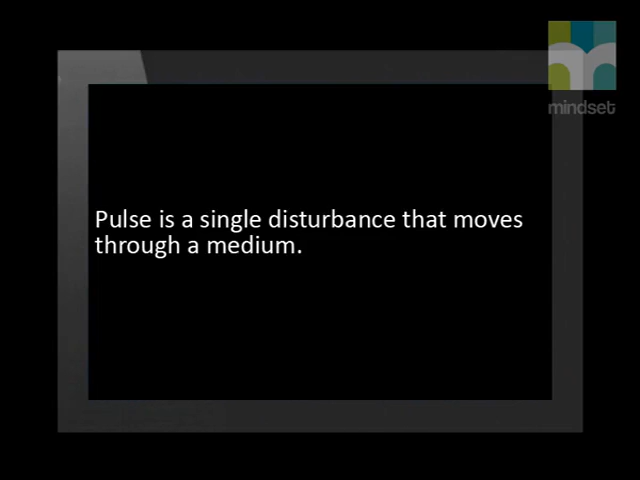 mindset
Pulse is a single disturbance that moves
through a medium.